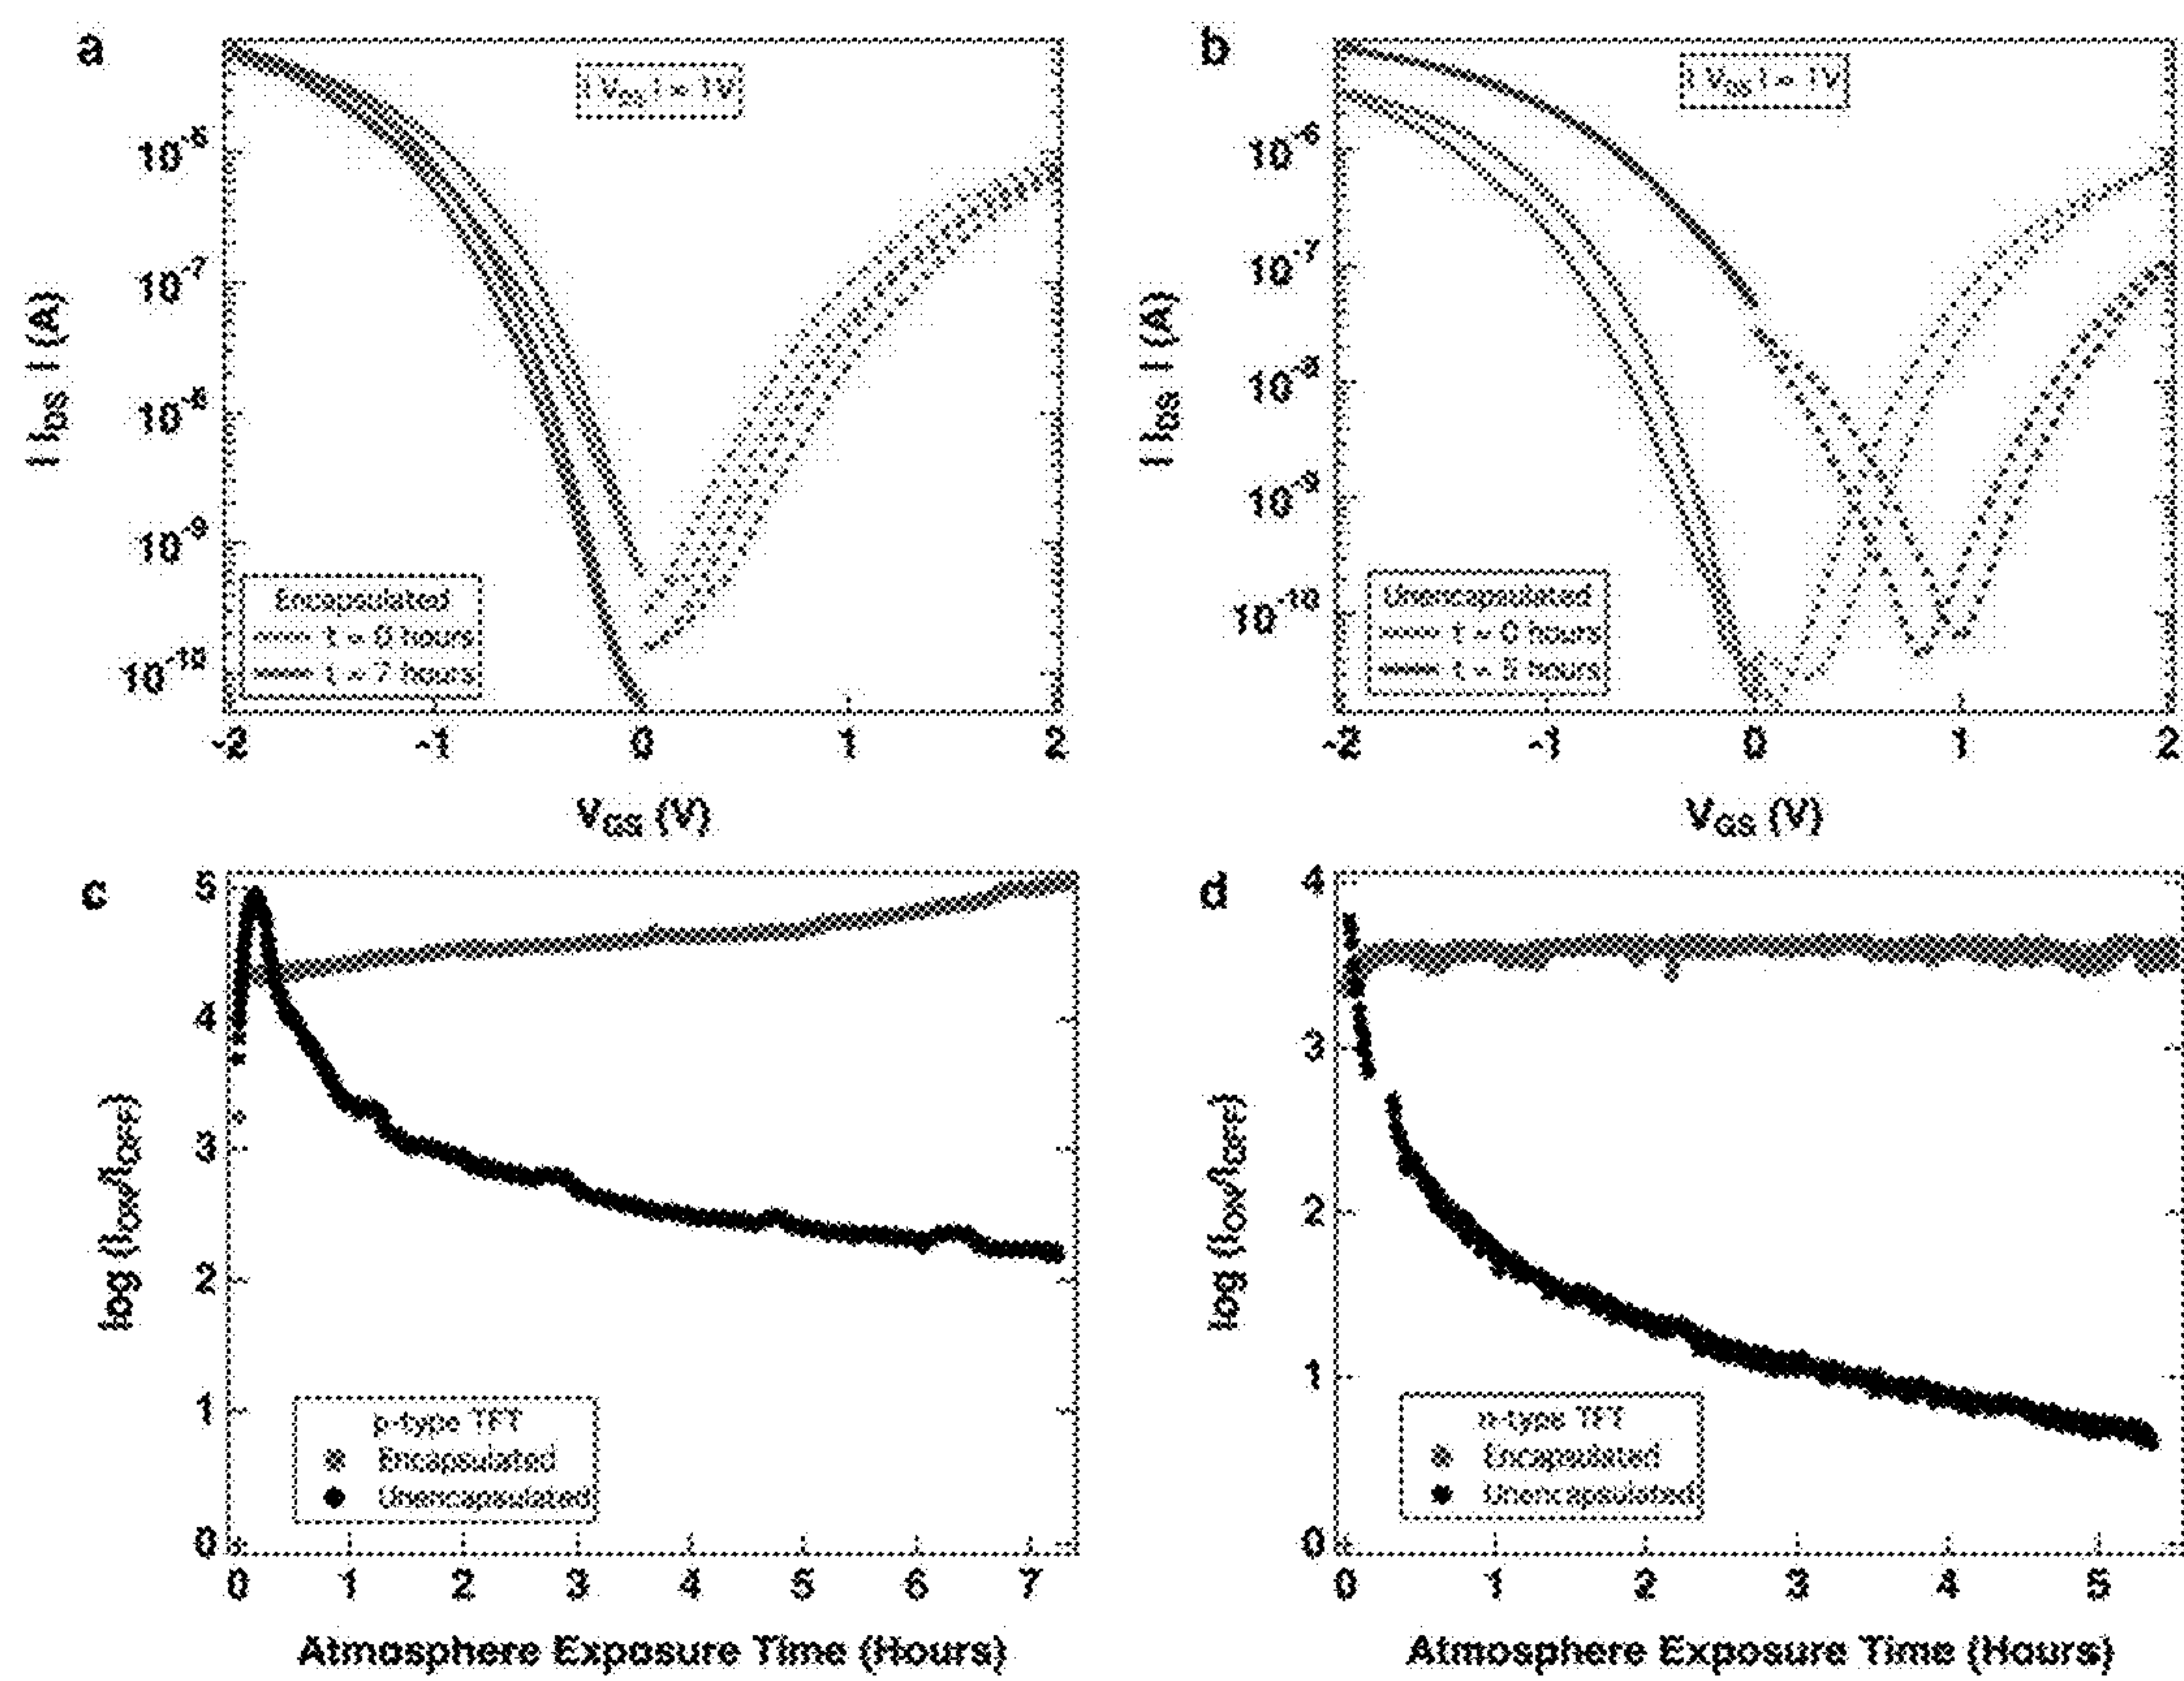 a
| V_DS | = 1V
10^-6
10^-7
10^-8
10^-9
10^-10
| I_DS | (A)
Encapsulated
t = 0 hours
t = 7 hours
-2 -1 0 1 2
V_GS (V)
b
| V_DS | = 1V
10^-6
10^-7
10^-8
10^-9
10^-10
| I_DS | (A)
Unencapsulated
t = 0 hours
t = 5 hours
-2 -1 0 1 2
V_GS (V)
c
5
4
3
2
1
0
log (I_ON/I_OFF)
p-type TFT
Encapsulated
Unencapsulated
0 1 2 3 4 5 6 7
Atmosphere Exposure Time (Hours)
d
4
3
2
1
0
log (I_ON/I_OFF)
n-type TFT
Encapsulated
Unencapsulated
0 1 2 3 4 5
Atmosphere Exposure Time (Hours)